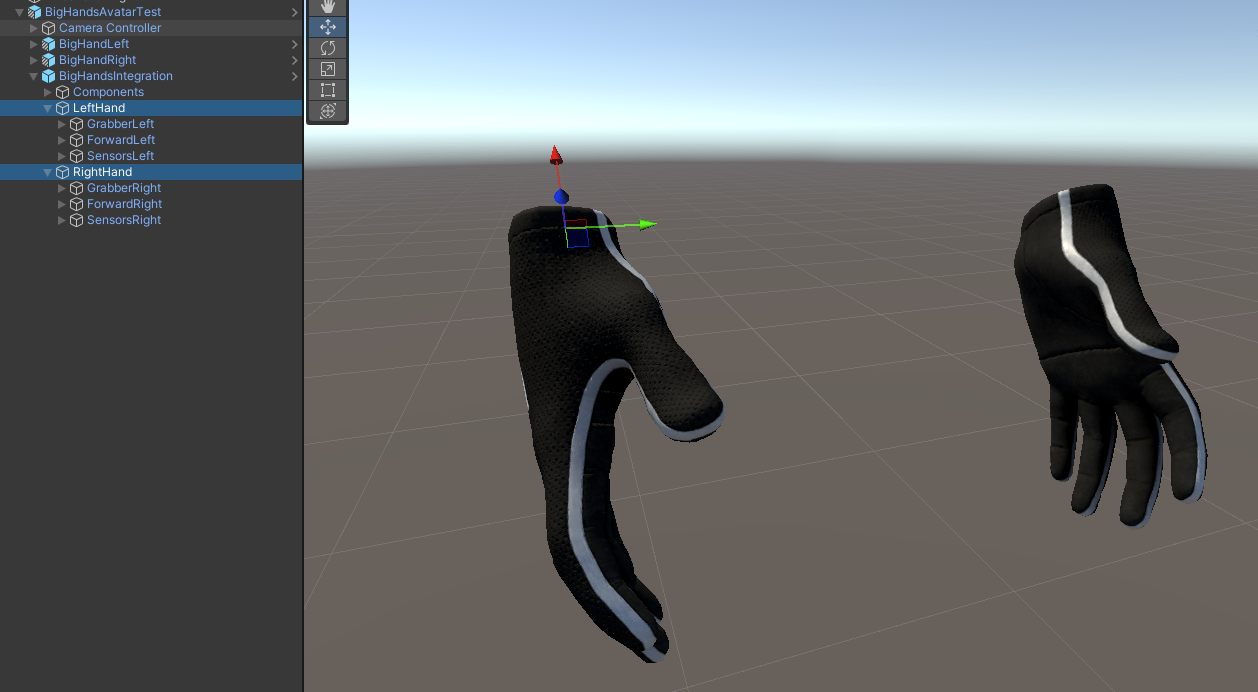 BigHandsAvatarTest
Camera Controller
BigHandLeft
BigHandRight
BigHandsIntegration
Components
LeftHand
GrabberLeft
ForwardLeft
SensorsLeft
RightHand
GrabberRight
ForwardRight
SensorsRight